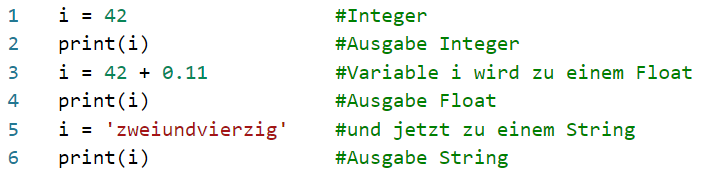 1 i = 42 #Integer
2 print(i) #Ausgabe Integer
3 i = 42 + 0.11 #Variable i wird zu einem Float
4 print(i) #Ausgabe Float
5 i = 'zweiundvierzig' #und jetzt zu einem String
6 print(i) #Ausgabe String